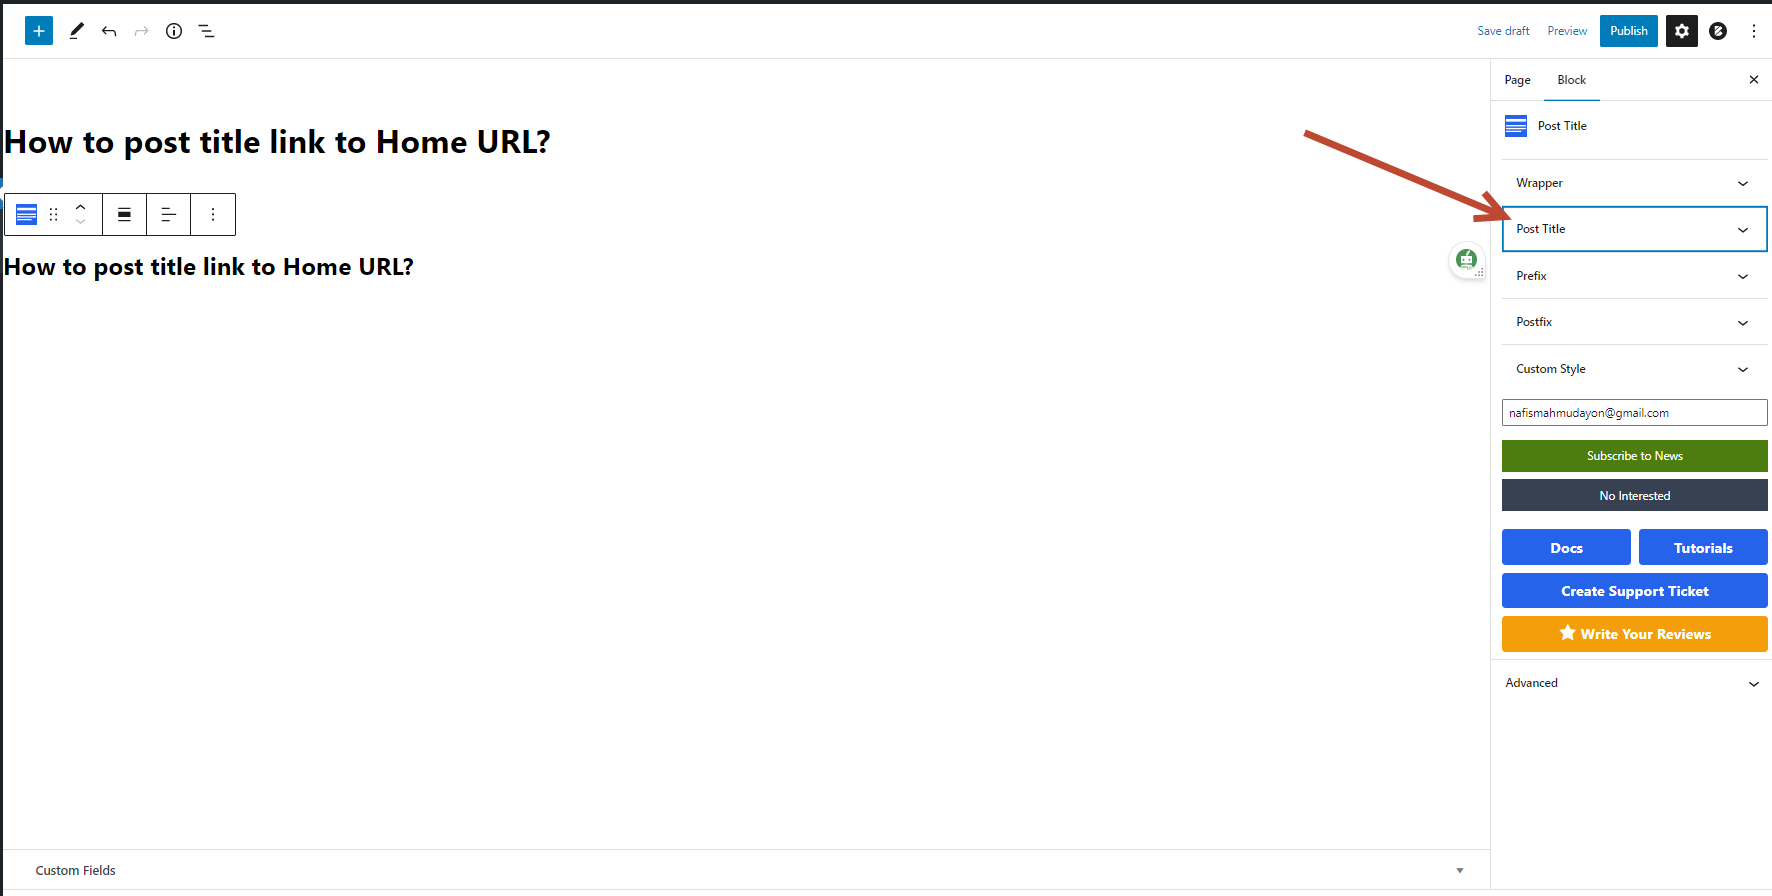 Save draft
Preview
Publish
How to post title link to Home URL?
How to post title link to Home URL?
Page
Block
Post Title
Wrapper
Post Title
Prefix
Postfix
Custom Style
nafismahmudayon@gmail.com
Subscribe to News
No Interested
Docs
Tutorials
Create Support Ticket
Write Your Reviews
Advanced
Custom Fields